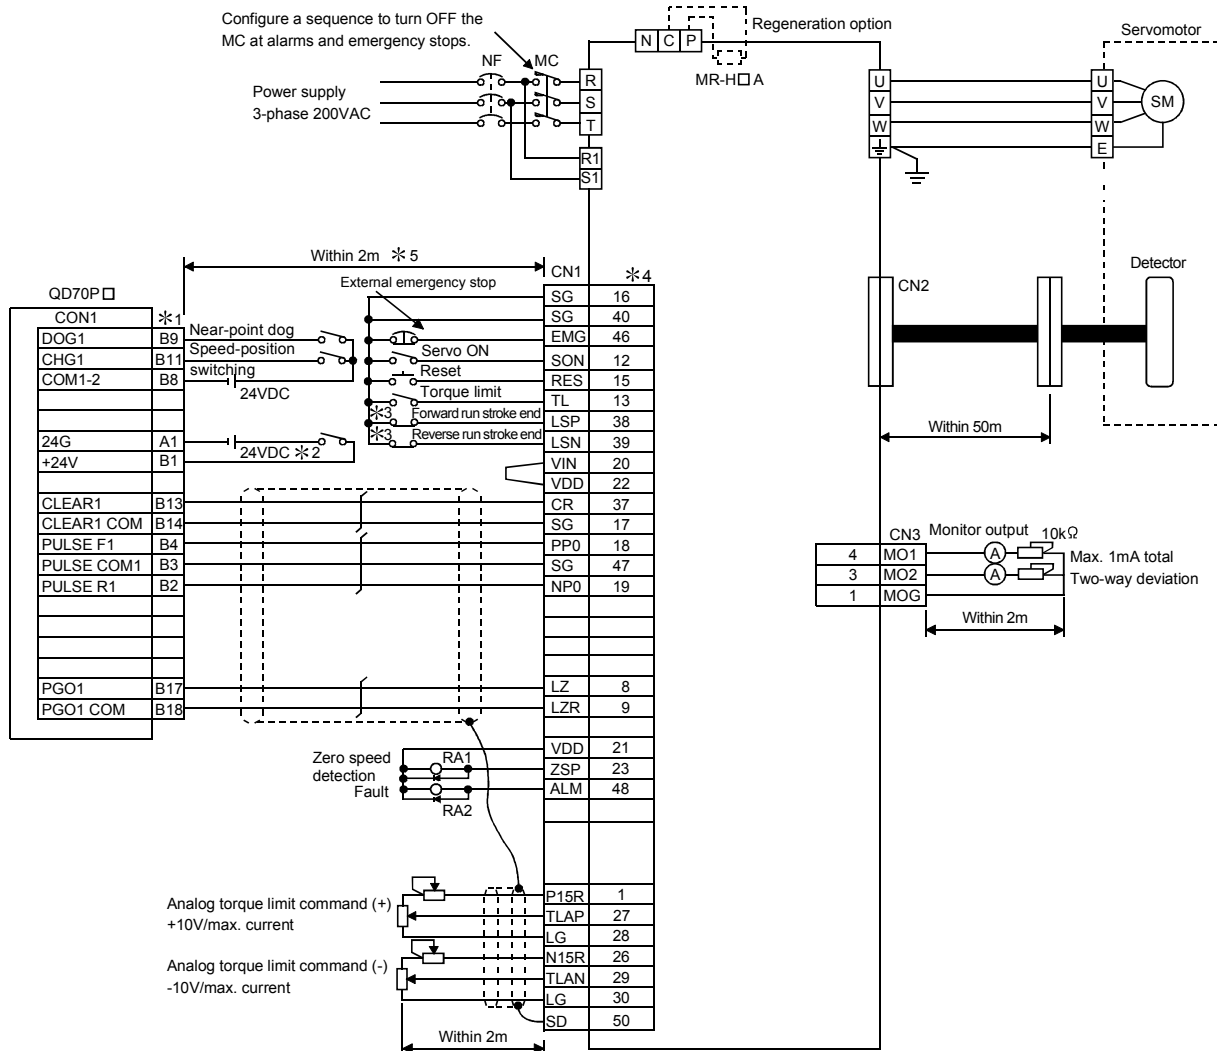 Configure a sequence to turn OFF the
MC at alarms and emergency stops.
N C P
Regeneration option
MR-H□A
Servomotor
NF MC
Power supply
3-phase 200VAC
R
S
T
R1
S1
U
V
W
U
V
W
E
SM
Within 2m ＊5
External emergency stop
CN1 ＊4
SG 16
SG 40
EMG 46
SON 12
RES 15
TL 13
LSP 38
LSN 39
VIN 20
VDD 22
CR 37
SG 17
PP0 18
SG 47
NP0 19
LZ 8
LZR 9
VDD 21
ZSP 23
ALM 48
P15R 1
TLAP 27
LG 28
N15R 26
TLAN 29
LG 30
SD 50
QD70P□
CON1 ＊1
DOG1 B9
CHG1 B11
COM1-2 B8
24G A1
+24V B1
CLEAR1 B13
CLEAR1 COM B14
PULSE F1 B4
PULSE COM1 B3
PULSE R1 B2
PGO1 B17
PGO1 COM B18
Near-point dog
Speed-position
switching
24VDC
24VDC ＊2
Servo ON
Reset
Torque limit
＊3 Forward run stroke end
＊3 Reverse run stroke end
Zero speed
detection
Fault
RA1
RA2
Analog torque limit command (+)
+10V/max. current
Analog torque limit command (-)
-10V/max. current
Within 2m
CN2
Detector
Within 50m
CN3 Monitor output 10kΩ
4 MO1 A
3 MO2 A
1 MOG
Max. 1mA total
Two-way deviation
Within 2m